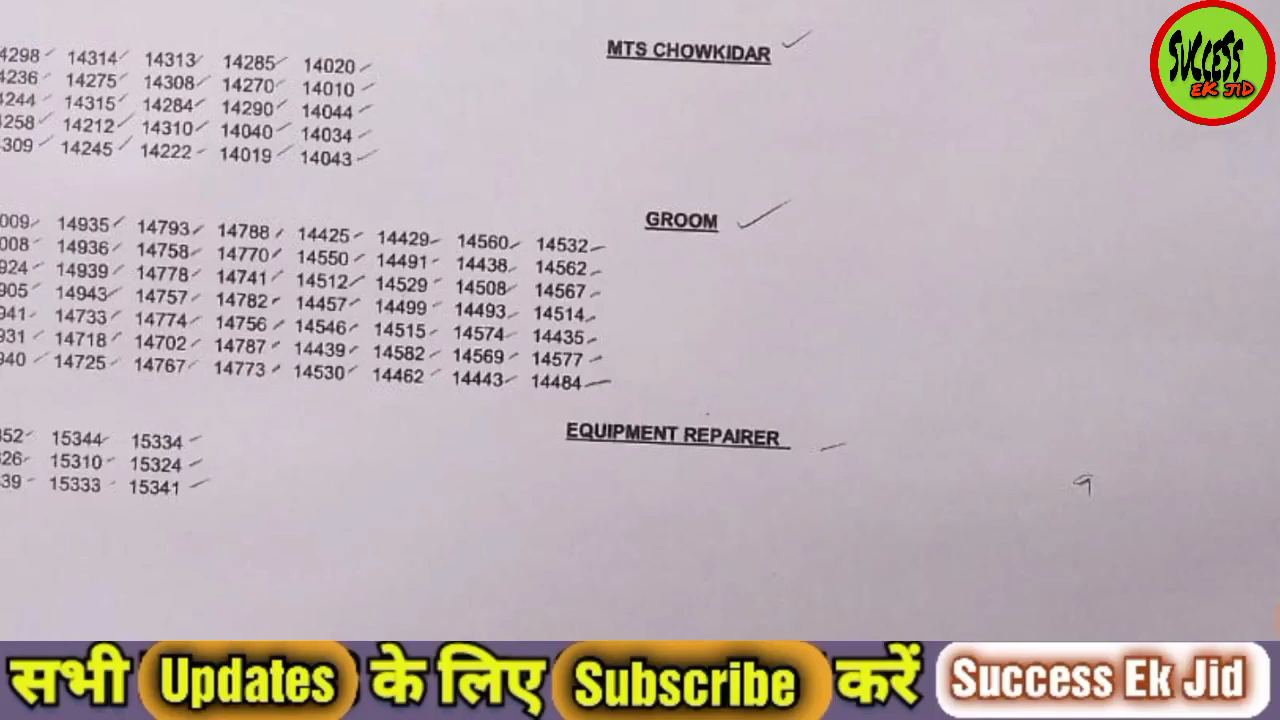 MTS CHOWKIDAR
SUCCESS
EK JID
4298 14314 14313 14285 14020
4236 14275 14308 14270 14010
4244 14315 14284 14290 14044
4258 14212 14310 14040 14034
4309 14245 14222 14019 14043
GROOM
009 14935 14793 14788 14425 14429 14560 14532
008 14936 14758 14770 14550 14491 14438 14562
924 14939 14778 14741 14512 14529 14508 14567
905 14943 14757 14782 14457 14499 14493 14514
941 14733 14774 14756 14546 14515 14574 14435
931 14718 14702 14787 14439 14582 14569 14577
940 14725 14767 14773 14530 14462 14443 14484
EQUIPMENT REPAIRER
352 15344 15334
326 15310 15324
339 15333 15341
सभी Updates के लिए Subscribe करें Success Ek Jid